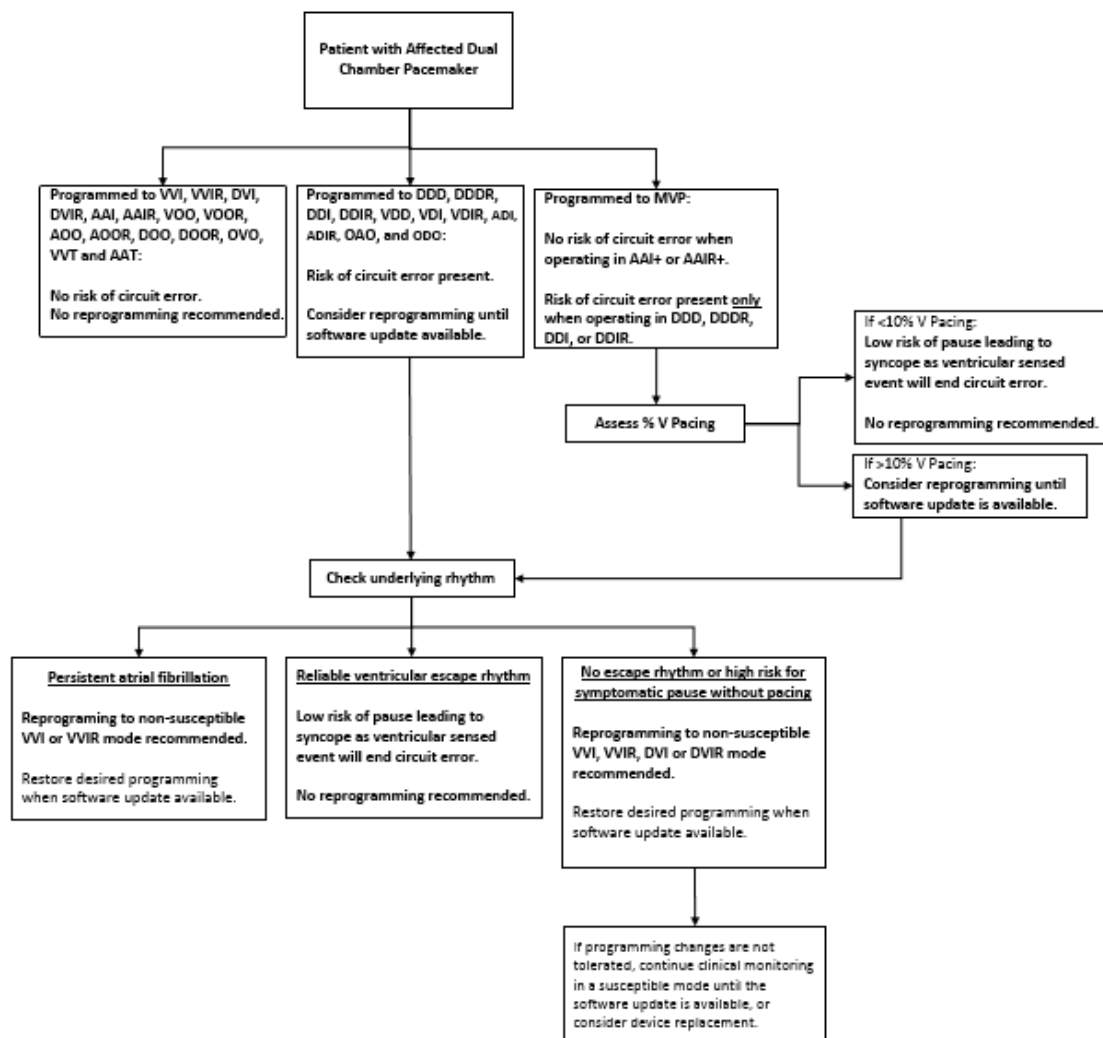 Patient with Affected Dual
Chamber Pacemaker
Programmed to VVI, VVIR, DVI,
DVIR, AAI, AAIR, VOO, VOOR,
AOO, AOOR, DOO, DOOR, OVO,
VVT and AAT:
No risk of circuit error.
No reprogramming recommended.
Programmed to DDD, DDDR,
DDI, DDIR, VDD, VDI, VDIR, ADI,
ADIR, OAO, and ODO:
Risk of circuit error present.
Consider reprogramming until
software update available.
Programmed to MVP:
No risk of circuit error when
operating in AAI+ or AAIR+.
Risk of circuit error present only
when operating in DDD, DDDR,
DDI, or DDIR.
If <10% V Pacing:
Low risk of pause leading to
syncope as ventricular sensed
event will end circuit error.
No reprogramming recommended.
Assess % V Pacing
If >10% V Pacing:
Consider reprogramming until
software update is available.
Check underlying rhythm
Persistent atrial fibrillation
Reprograming to non-susceptible
VVI or VVIR mode recommended.
Restore desired programming
when software update available.
Reliable ventricular escape rhythm
Low risk of pause leading to
syncope as ventricular sensed
event will end circuit error.
No reprogramming recommended.
No escape rhythm or high risk for
symptomatic pause without pacing
Reprogramming to non-susceptible
VVI, VVIR, DVI or DVIR mode
recommended.
Restore desired programming when
software update available.
If programming changes are not
tolerated, continue clinical monitoring
in a susceptible mode until the
software update is available, or
consider device replacement.